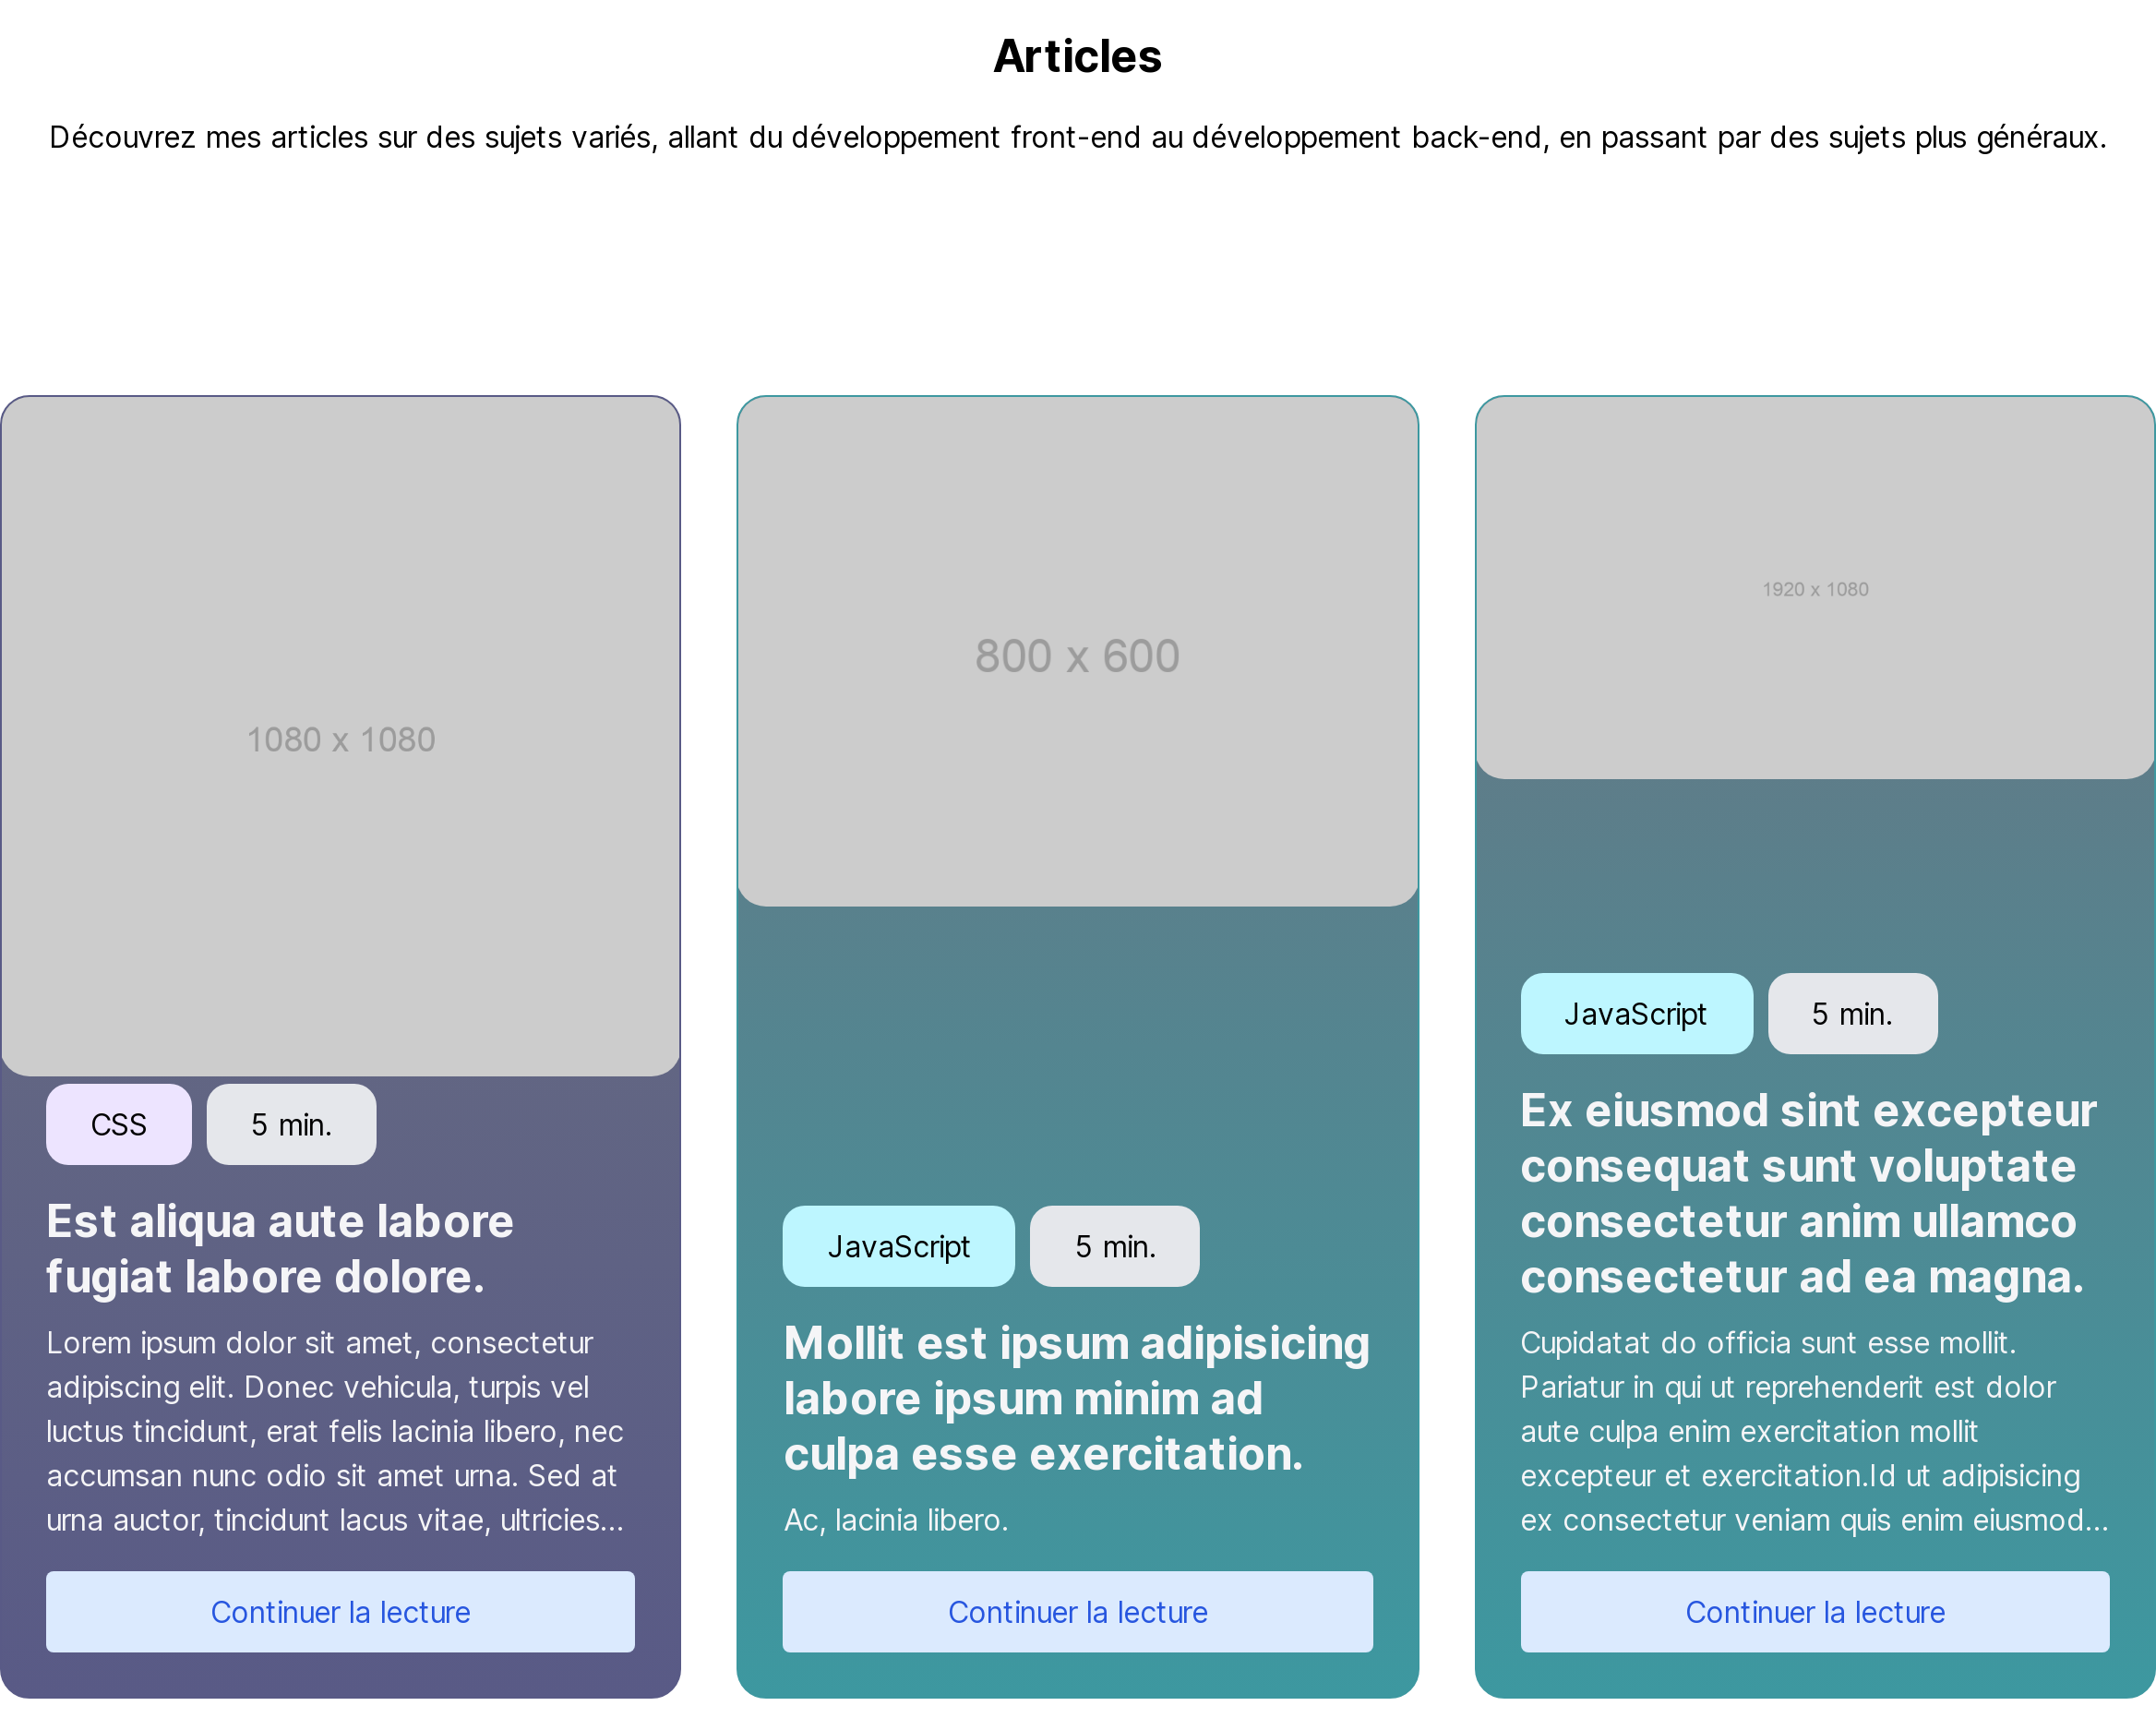 Articles
Découvrez mes articles sur des sujets variés, allant du développement front-end au développement back-end, en passant par des sujets plus généraux.
1080 x 1080
CSS
5 min.
Est aliqua aute labore
fugiat labore dolore.
Lorem ipsum dolor sit amet, consectetur
adipiscing elit. Donec vehicula, turpis vel
luctus tincidunt, erat felis lacinia libero, nec
accumsan nunc odio sit amet urna. Sed at
urna auctor, tincidunt lacus vitae, ultricies...
Continuer la lecture
800 x 600
JavaScript
5 min.
Mollit est ipsum adipisicing
labore ipsum minim ad
culpa esse exercitation.
Ac, lacinia libero.
Continuer la lecture
1920 x 1080
JavaScript
5 min.
Ex eiusmod sint excepteur
consequat sunt voluptate
consectetur anim ullamco
consectetur ad ea magna.
Cupidatat do officia sunt esse mollit.
Pariatur in qui ut reprehenderit est dolor
aute culpa enim exercitation mollit
excepteur et exercitation.Id ut adipisicing
ex consectetur veniam quis enim eiusmod...
Continuer la lecture